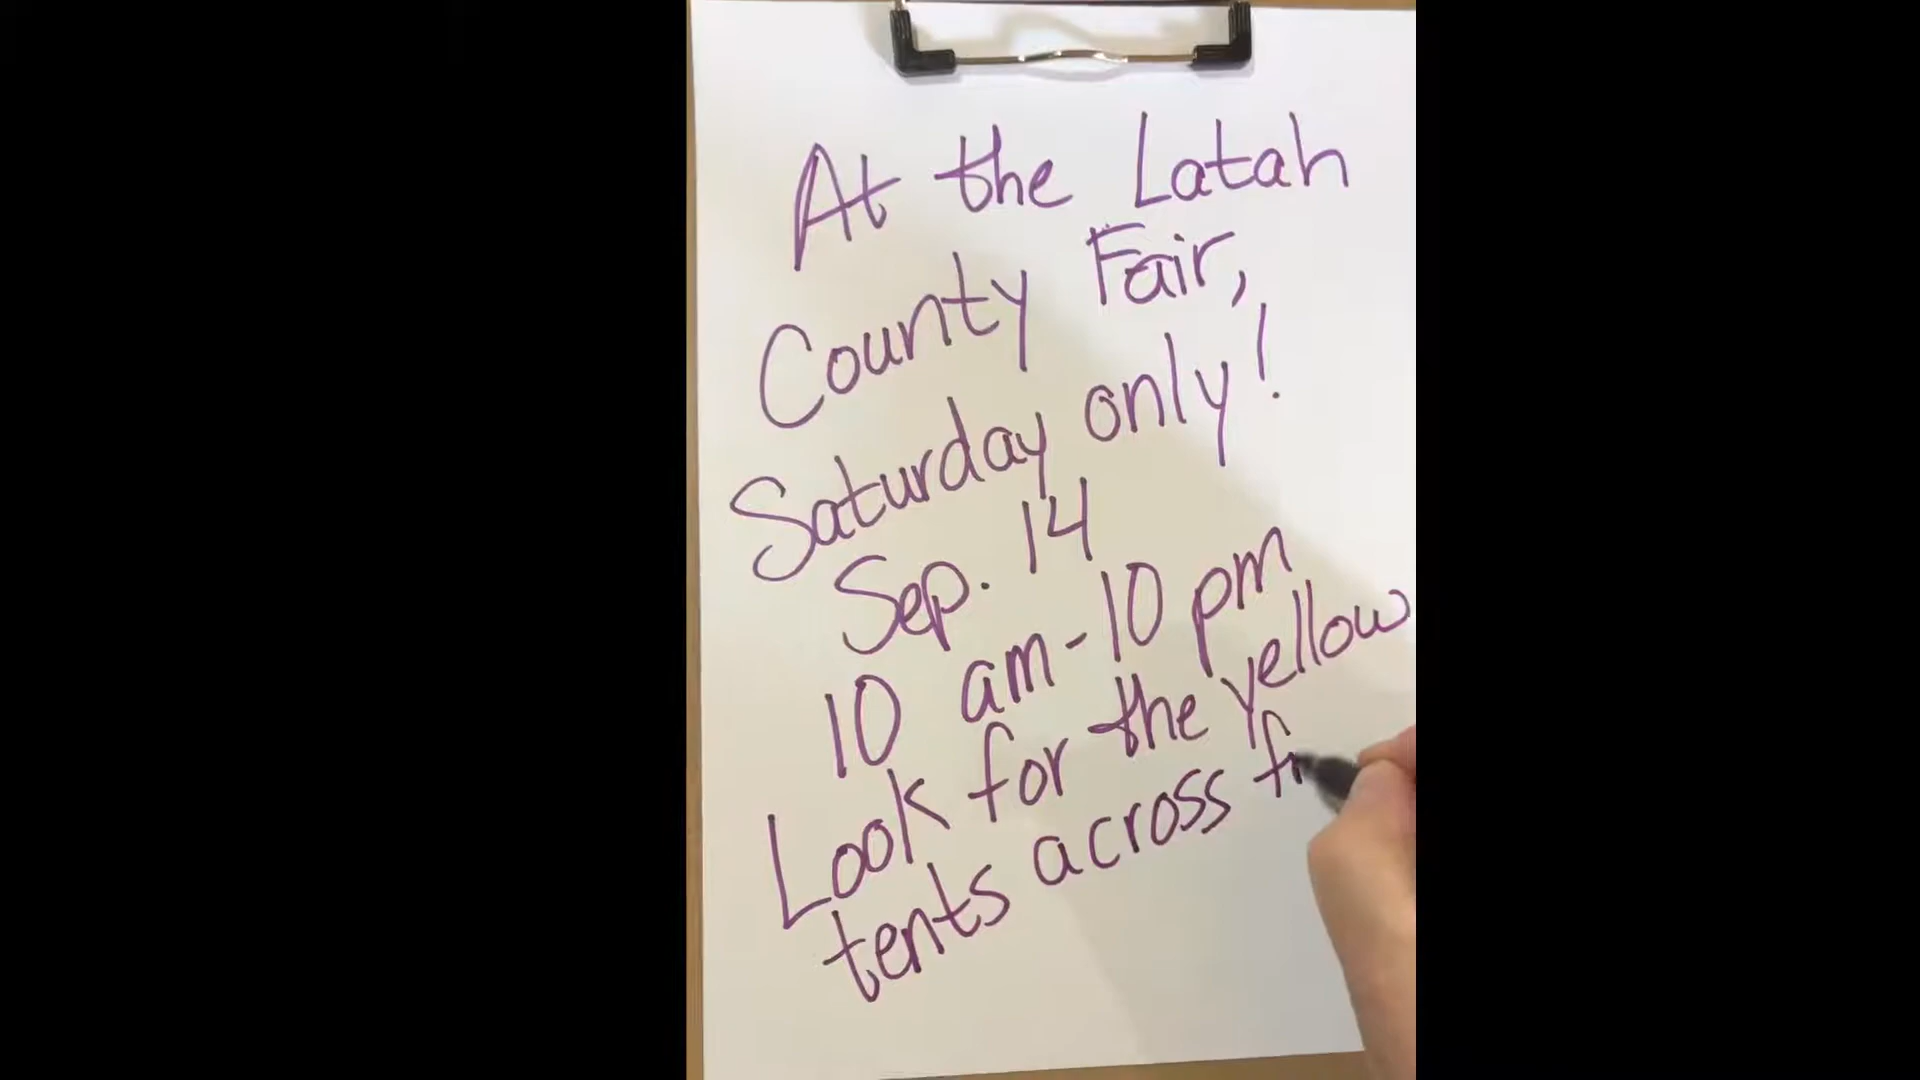 At the Latah
County Fair,
Saturday only!
Sep. 14
10 am-10 pm
Look for the yellow
tents across